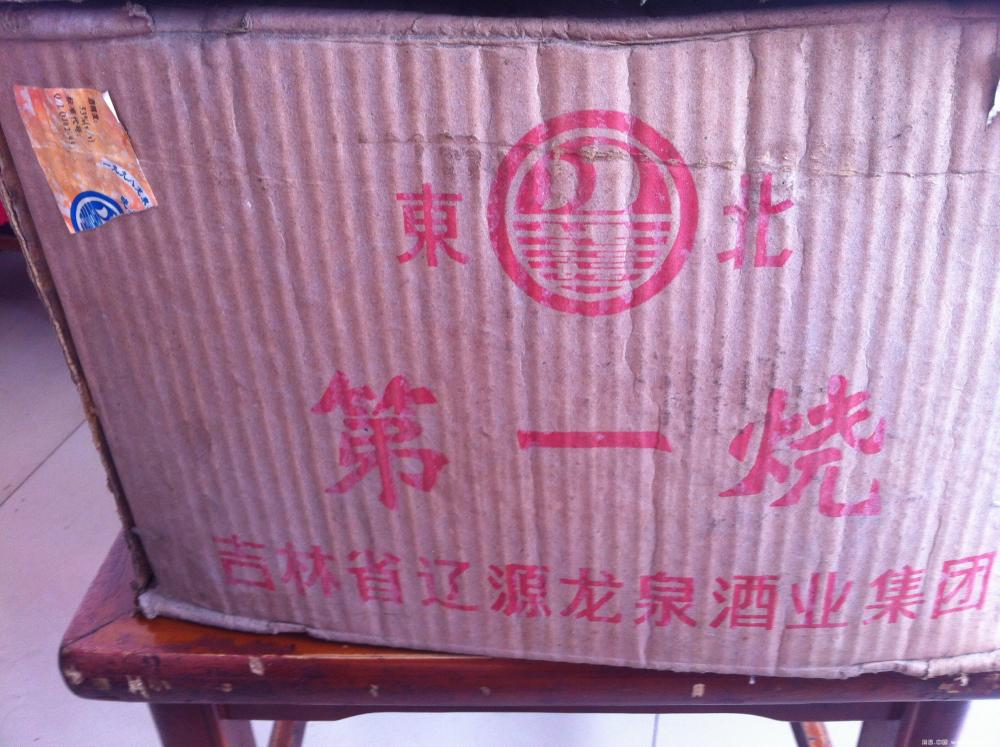 東 北
第一烧
吉林省辽源龙泉酒业集团